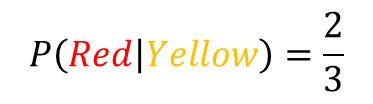 P(Red|Yellow) = 2/3